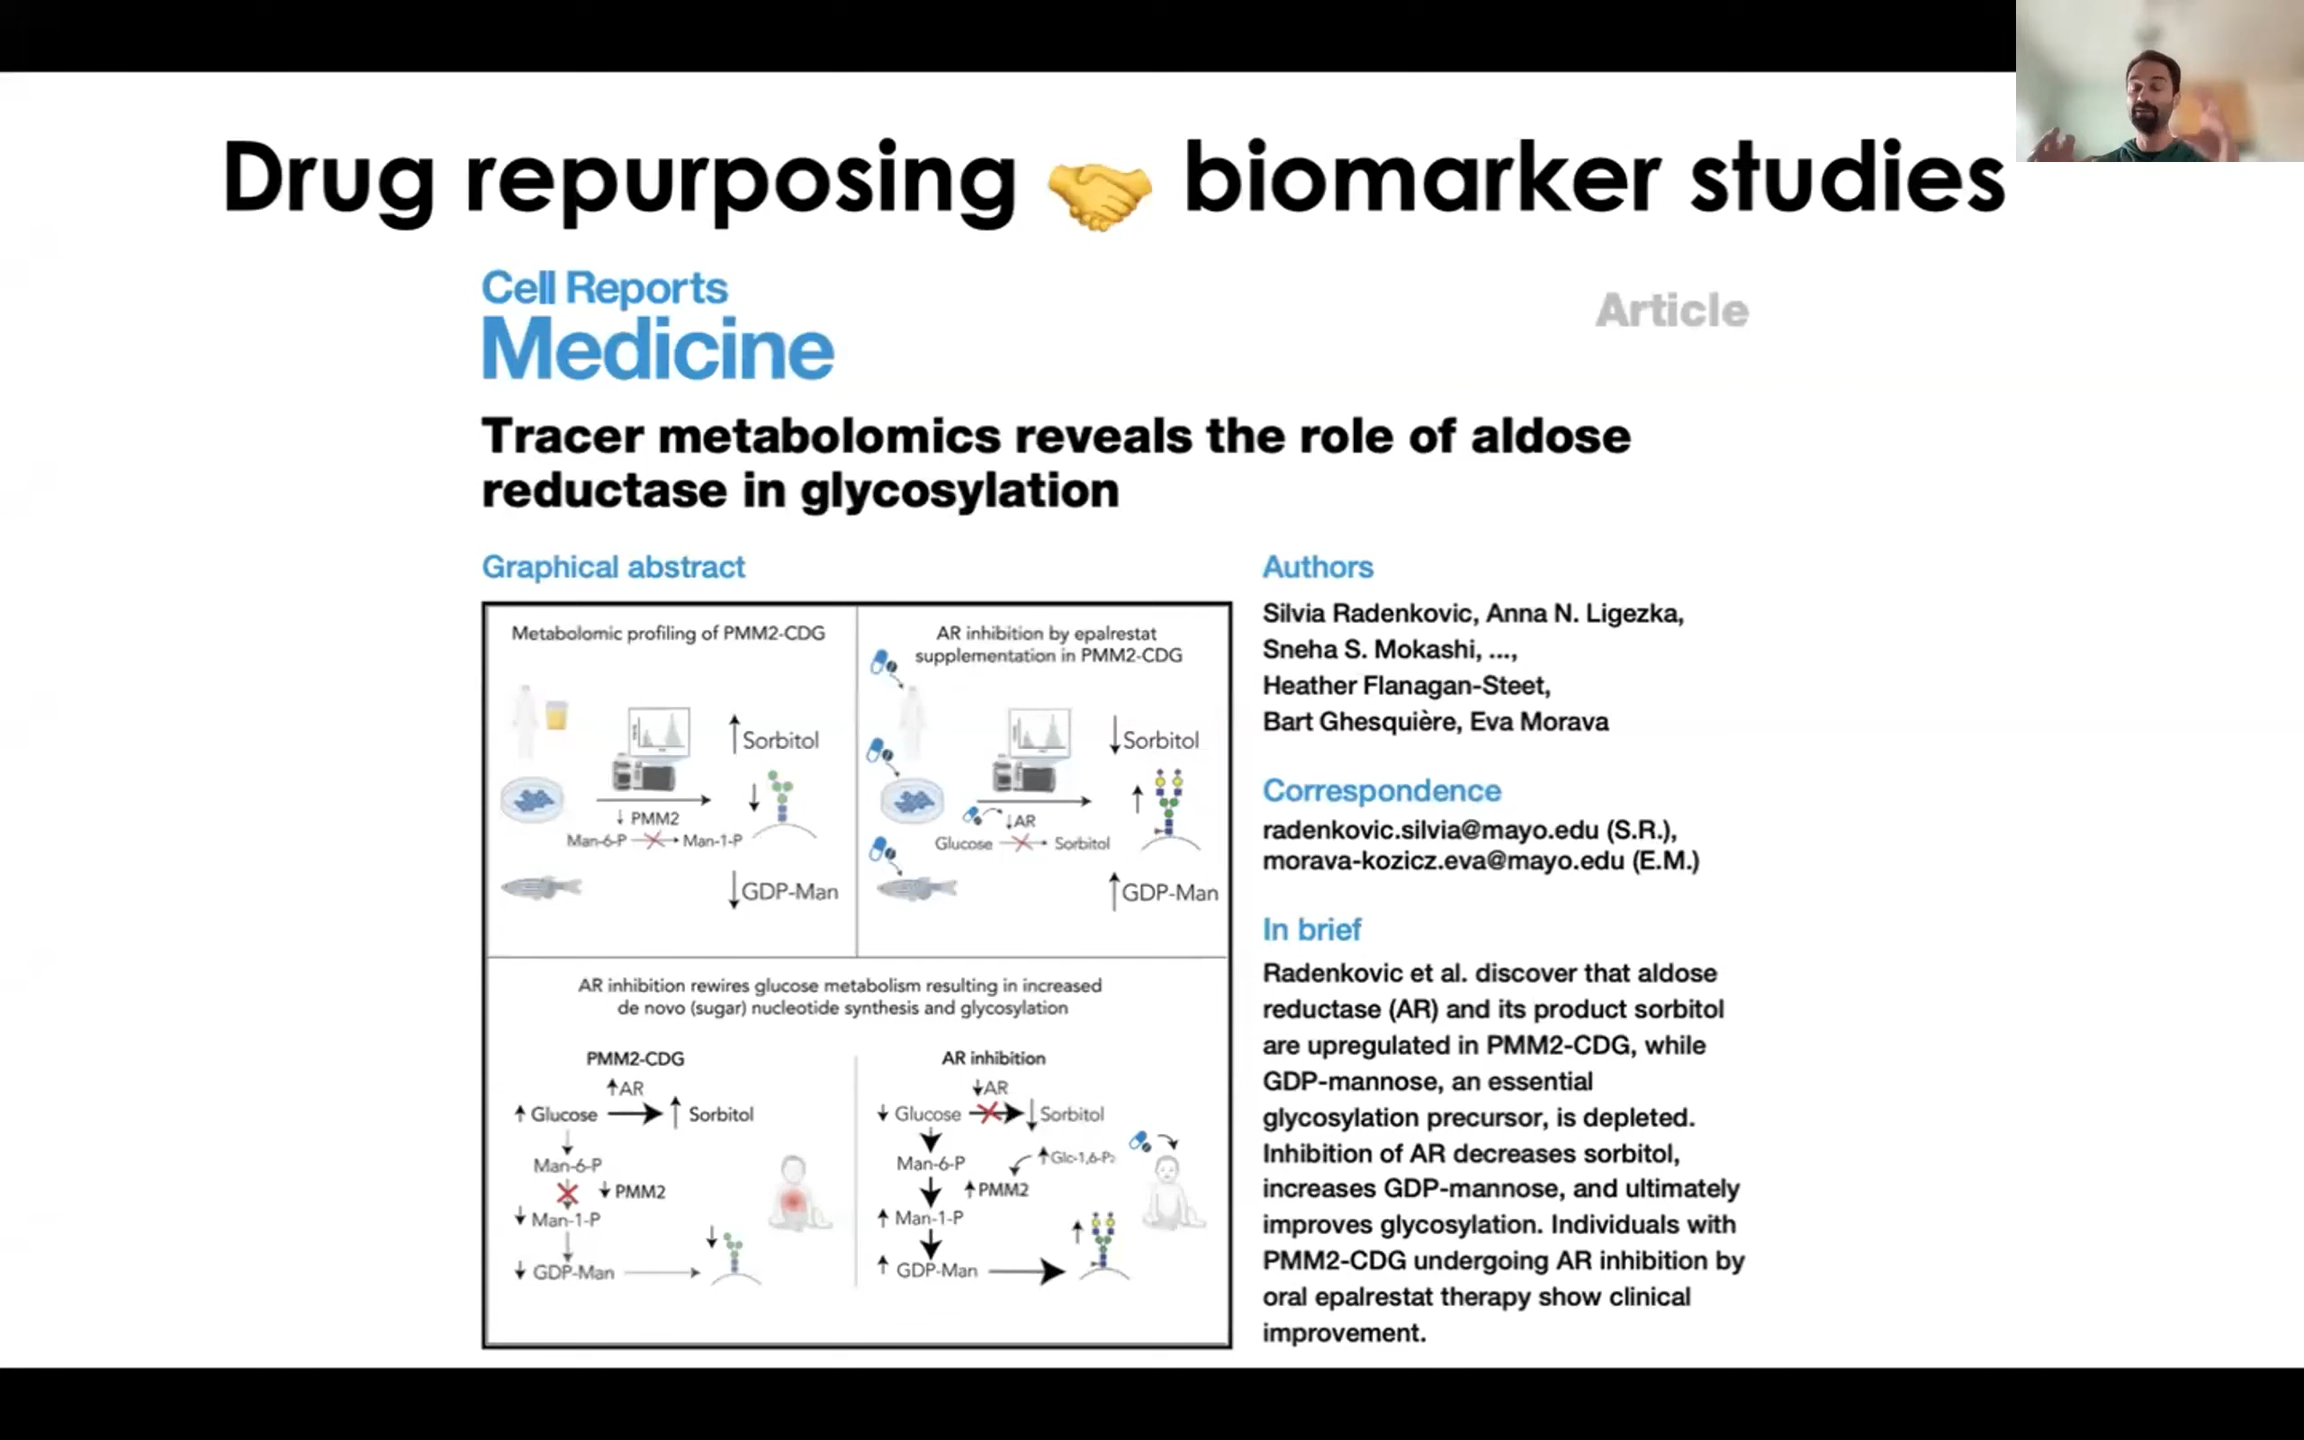 Drug repurposing 🤝 biomarker studies
Cell Reports
Medicine
Article
Tracer metabolomics reveals the role of aldose
reductase in glycosylation
Graphical abstract
Metabolomic profiling of PMM2-CDG
↑ Sorbitol
↓ PMM2
Man-6-P → Man-1-P
↓ GDP-Man
AR inhibition by epalrestat
supplementation in PMM2-CDG
↓ Sorbitol
↓AR
Glucose → Sorbitol
↑ GDP-Man
AR inhibition rewires glucose metabolism resulting in increased
de novo (sugar) nucleotide synthesis and glycosylation
PMM2-CDG
↑AR
↑ Glucose → ↑ Sorbitol
Man-6-P
↓ PMM2
↓ Man-1-P
↓ GDP-Man
AR inhibition
↓AR
↓ Glucose → ↓ Sorbitol
Man-6-P
↑Glc-1,6-P₂
↑PMM2
↑ Man-1-P
↑ GDP-Man
Authors
Silvia Radenkovic, Anna N. Ligezka,
Sneha S. Mokashi, ...,
Heather Flanagan-Steet,
Bart Ghesquière, Eva Morava
Correspondence
radenkovic.silvia@mayo.edu (S.R.),
morava-kozicz.eva@mayo.edu (E.M.)
In brief
Radenkovic et al. discover that aldose
reductase (AR) and its product sorbitol
are upregulated in PMM2-CDG, while
GDP-mannose, an essential
glycosylation precursor, is depleted.
Inhibition of AR decreases sorbitol,
increases GDP-mannose, and ultimately
improves glycosylation. Individuals with
PMM2-CDG undergoing AR inhibition by
oral epalrestat therapy show clinical
improvement.